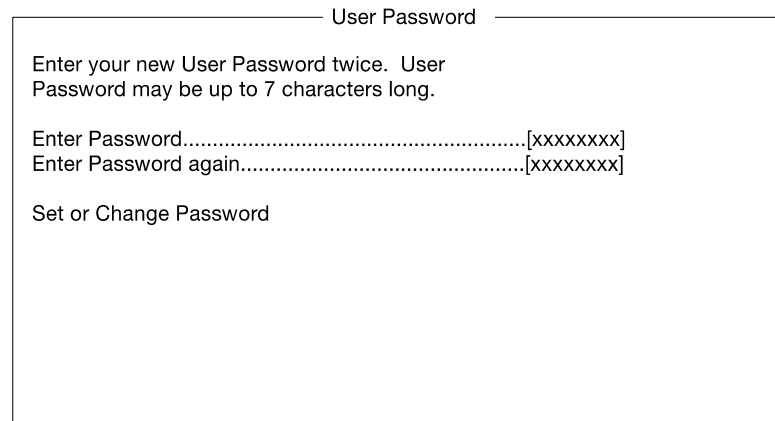 User Password
Enter your new User Password twice.  User
Password may be up to 7 characters long.
Enter Password..........................................................[xxxxxxxx]
Enter Password again................................................[xxxxxxxx]
Set or Change Password